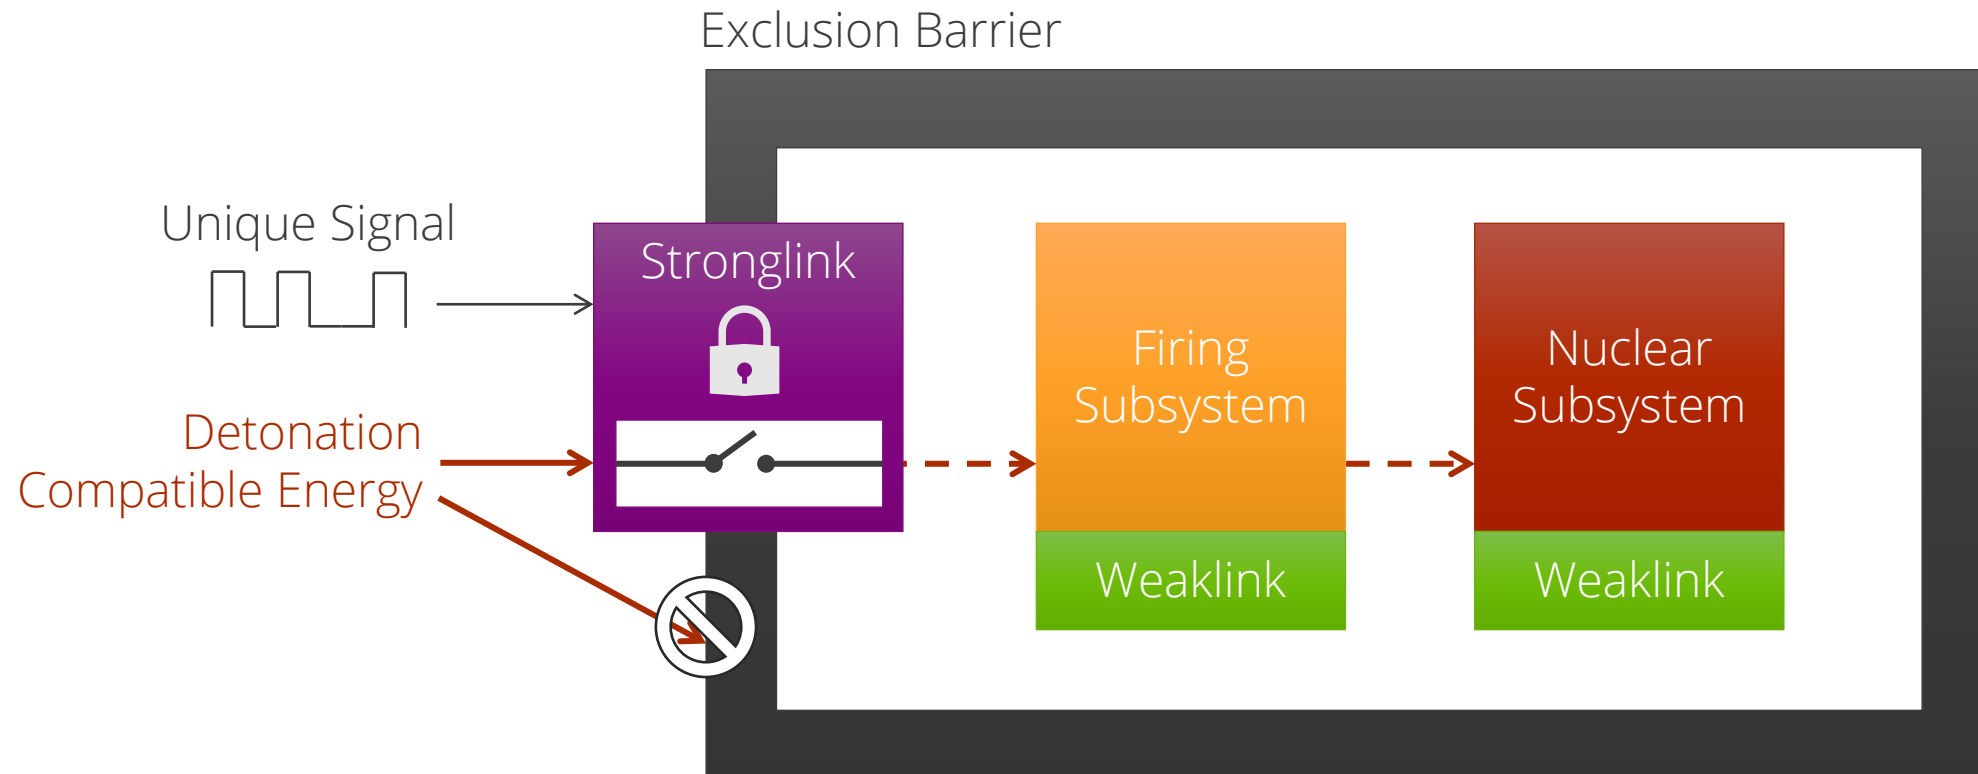 Exclusion Barrier
Unique Signal
Stronglink
Detonation
Compatible Energy
Firing
Subsystem
Weaklink
Nuclear
Subsystem
Weaklink